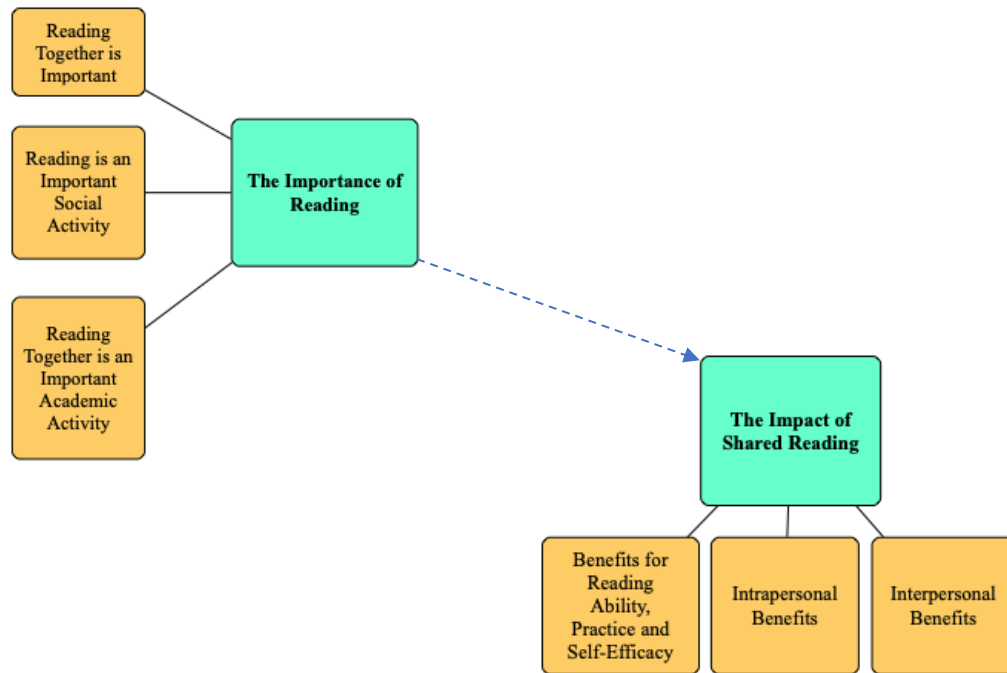 Reading
Together is
Important
Reading is an
Important
Social
Activity
Reading
Together is an
Important
Academic
Activity
The Importance of
Reading
The Impact of
Shared Reading
Benefits for
Reading
Ability,
Practice and
Self-Efficacy
Intrapersonal
Benefits
Interpersonal
Benefits